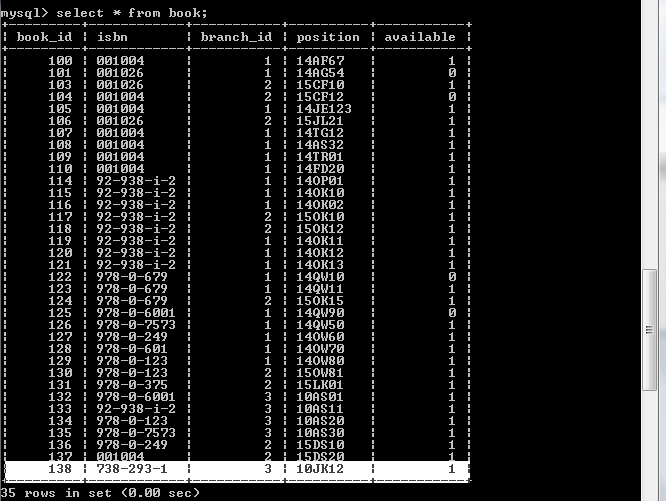 mysql> select * from book;
+---------+------------+-----------+----------+-----------+
| book_id | isbn | branch_id | position | available |
+---------+------------+-----------+----------+-----------+
| 100 | 001004 | 1 | 14AF67 | 1 |
| 101 | 001026 | 1 | 14AG54 | 0 |
| 103 | 001026 | 2 | 15CF10 | 1 |
| 104 | 001004 | 2 | 15CF12 | 0 |
| 105 | 001004 | 1 | 14JE123 | 1 |
| 106 | 001026 | 2 | 15JL21 | 1 |
| 107 | 001004 | 1 | 14TG12 | 1 |
| 108 | 001004 | 1 | 14AS32 | 1 |
| 109 | 001004 | 1 | 14TR01 | 1 |
| 110 | 001004 | 1 | 14FD20 | 1 |
| 114 | 92-938-i-2 | 1 | 14OP01 | 1 |
| 115 | 92-938-i-2 | 1 | 14OK10 | 1 |
| 116 | 92-938-i-2 | 1 | 14OK02 | 1 |
| 117 | 92-938-i-2 | 2 | 15OK10 | 1 |
| 118 | 92-938-i-2 | 2 | 15OK12 | 1 |
| 119 | 92-938-i-2 | 1 | 14OK11 | 1 |
| 120 | 92-938-i-2 | 1 | 14OK12 | 1 |
| 121 | 92-938-i-2 | 1 | 14OK13 | 1 |
| 122 | 978-0-679 | 1 | 14QW10 | 0 |
| 123 | 978-0-679 | 1 | 14QW11 | 1 |
| 124 | 978-0-679 | 2 | 15OK15 | 1 |
| 125 | 978-0-6001 | 1 | 14QW90 | 0 |
| 126 | 978-0-7573 | 1 | 14QW50 | 1 |
| 127 | 978-0-249 | 1 | 14OW60 | 1 |
| 128 | 978-0-601 | 1 | 14OW70 | 1 |
| 129 | 978-0-123 | 1 | 14OW80 | 1 |
| 130 | 978-0-123 | 2 | 15OW81 | 1 |
| 131 | 978-0-375 | 2 | 15LK01 | 1 |
| 132 | 978-0-6001 | 3 | 10AS01 | 1 |
| 133 | 92-938-i-2 | 3 | 10AS11 | 1 |
| 134 | 978-0-123 | 3 | 10AS20 | 1 |
| 135 | 978-0-7573 | 3 | 10AS30 | 1 |
| 136 | 978-0-249 | 2 | 15DS10 | 1 |
| 137 | 001004 | 2 | 15DS20 | 1 |
| 138 | 738-293-1 | 3 | 10JK12 | 1 |
+---------+------------+-----------+----------+-----------+
35 rows in set (0.00 sec)